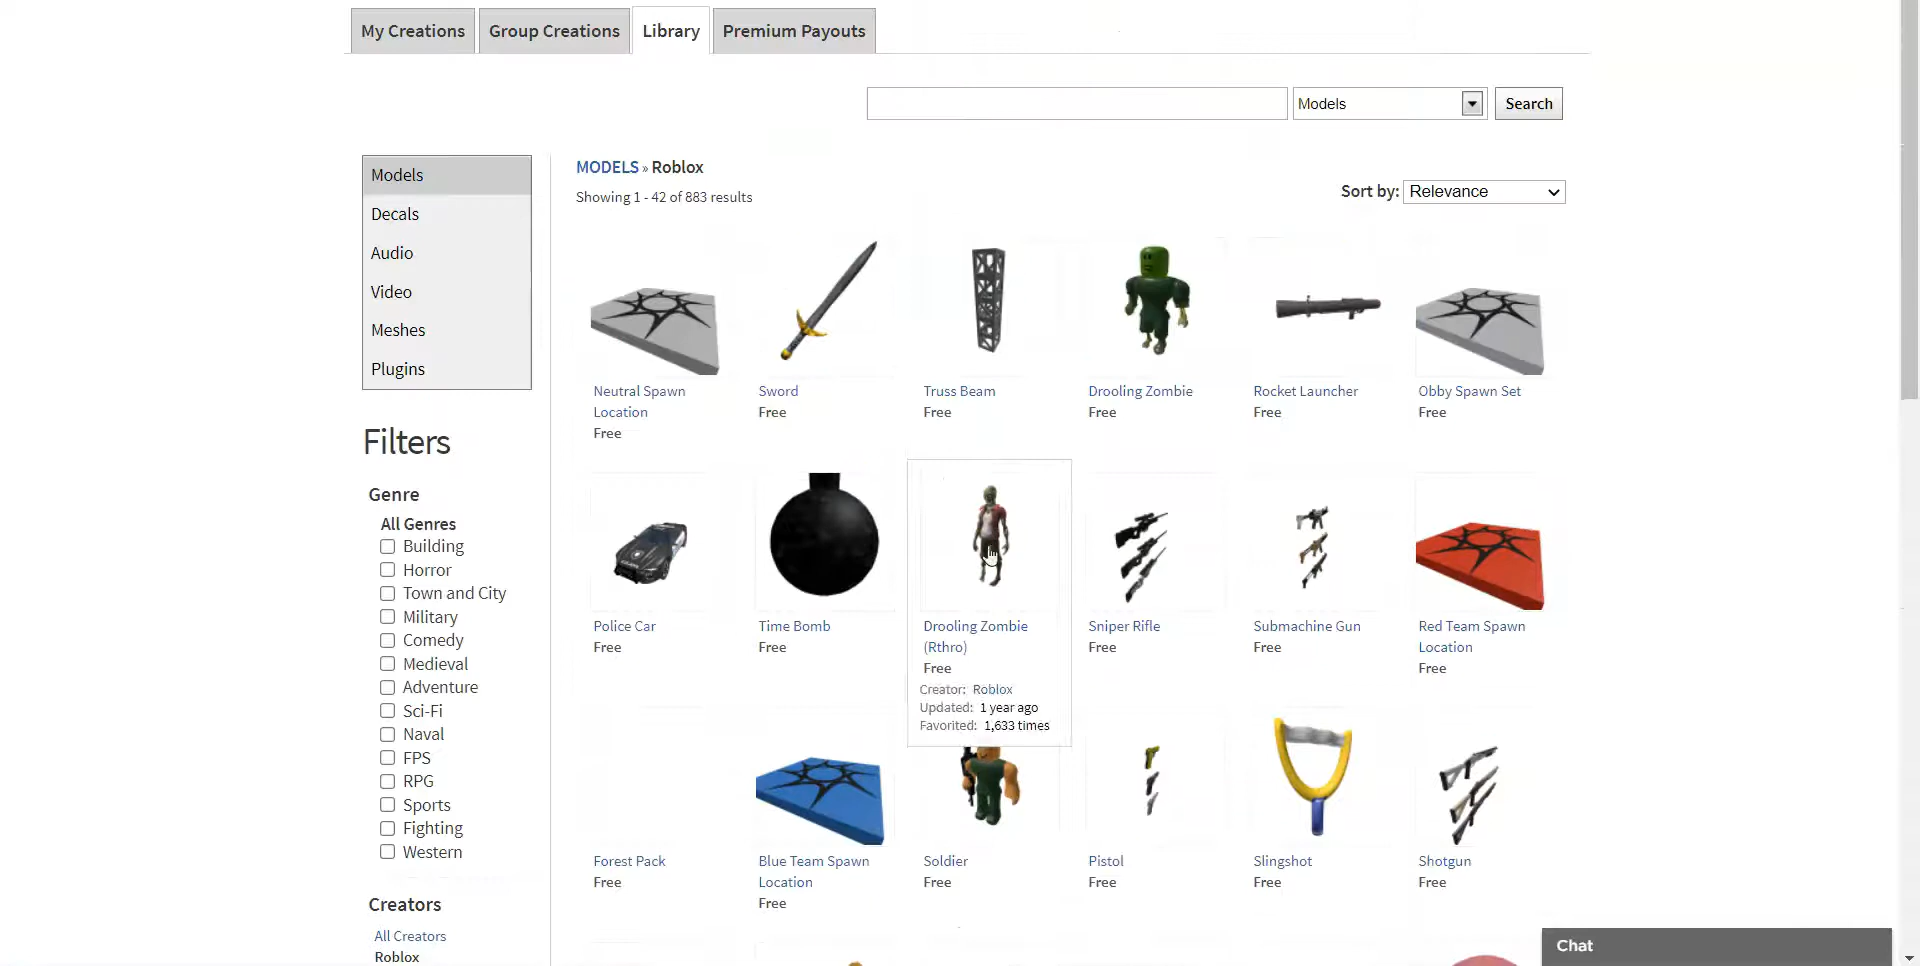 My Creations
Group Creations
Library
Premium Payouts
Models
Search
Models
Decals
Audio
Video
Meshes
Plugins
Filters
Genre
All Genres
Building
Horror
Town and City
Military
Comedy
Medieval
Adventure
Sci-Fi
Naval
FPS
RPG
Sports
Fighting
Western
Creators
All Creators
Roblox
MODELS » Roblox
Showing 1 - 42 of 883 results
Sort by: Relevance
Neutral Spawn
Location
Free
Sword
Free
Truss Beam
Free
Drooling Zombie
Free
Rocket Launcher
Free
Obby Spawn Set
Free
Police Car
Free
Time Bomb
Free
Drooling Zombie
(Rthro)
Free
Creator: Roblox
Updated: 1 year ago
Favorited: 1,633 times
Sniper Rifle
Free
Submachine Gun
Free
Red Team Spawn
Location
Free
Forest Pack
Free
Blue Team Spawn
Location
Free
Soldier
Free
Pistol
Free
Slingshot
Free
Shotgun
Free
Chat